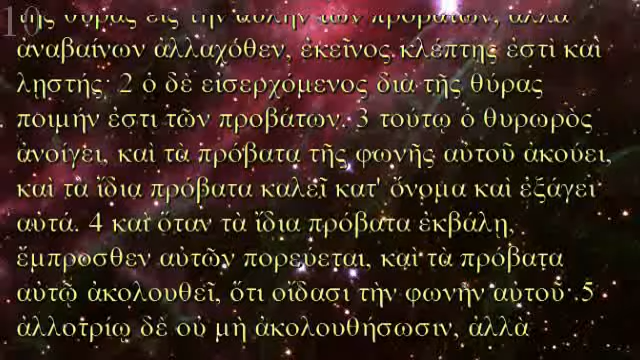 10
τῆς θύρας εἰς τὴν αὐλὴν τῶν προβάτων, ἀλλὰ
ἀναβαίνων ἀλλαχόθεν, ἐκεῖνος κλέπτης ἐστὶ καὶ
λῃστής· 2 ὁ δὲ εἰσερχόμενος διὰ τῆς θύρας
ποιμήν ἐστι τῶν προβάτων. 3 τούτῳ ὁ θυρωρὸς
ἀνοίγει, καὶ τὰ πρόβατα τῆς φωνῆς αὐτοῦ ἀκούει,
καὶ τὰ ἴδια πρόβατα καλεῖ κατ' ὄνομα καὶ ἐξάγει
αὐτά. 4 καὶ ὅταν τὰ ἴδια πρόβατα ἐκβάλῃ,
ἔμπροσθεν αὐτῶν πορεύεται, καὶ τὰ πρόβατα
αὐτῷ ἀκολουθεῖ, ὅτι οἴδασι τὴν φωνὴν αὐτοῦ· 5
ἀλλοτρίῳ δὲ οὐ μὴ ἀκολουθήσωσιν, ἀλλὰ